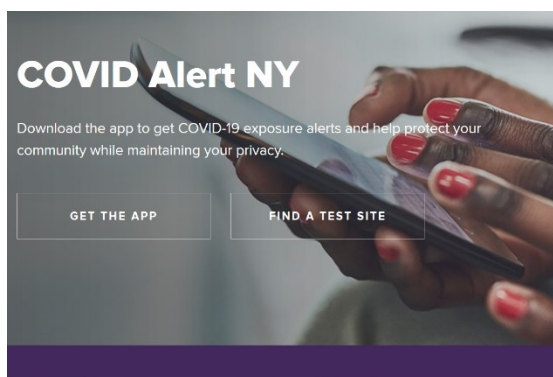 COVID Alert NY
Download the app to get COVID-19 exposure alerts and help protect your
community while maintaining your privacy.
GET THE APP
FIND A TEST SITE